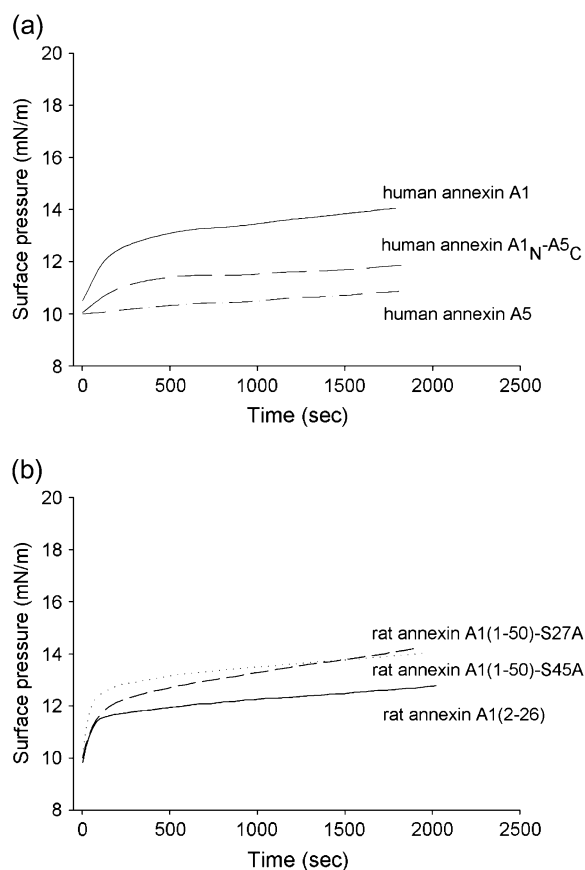 (a)
Surface pressure (mN/m)
20
18
16
14
12
10
8
human annexin A1
human annexin A1N-A5C
human annexin A5
0
500
1000
1500
2000
2500
Time (sec)
(b)
Surface pressure (mN/m)
20
18
16
14
12
10
8
6
rat annexin A1(1-50)-S27A
rat annexin A1(1-50)-S45A
rat annexin A1(2-26)
0
500
1000
1500
2000
2500
Time (sec)